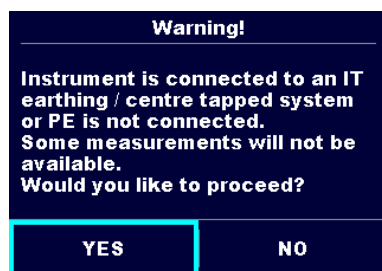 Warning!
Instrument is connected to an IT
earthing / centre tapped system
or PE is not connected.
Some measurements will not be
available.
Would you like to proceed?
YES
NO